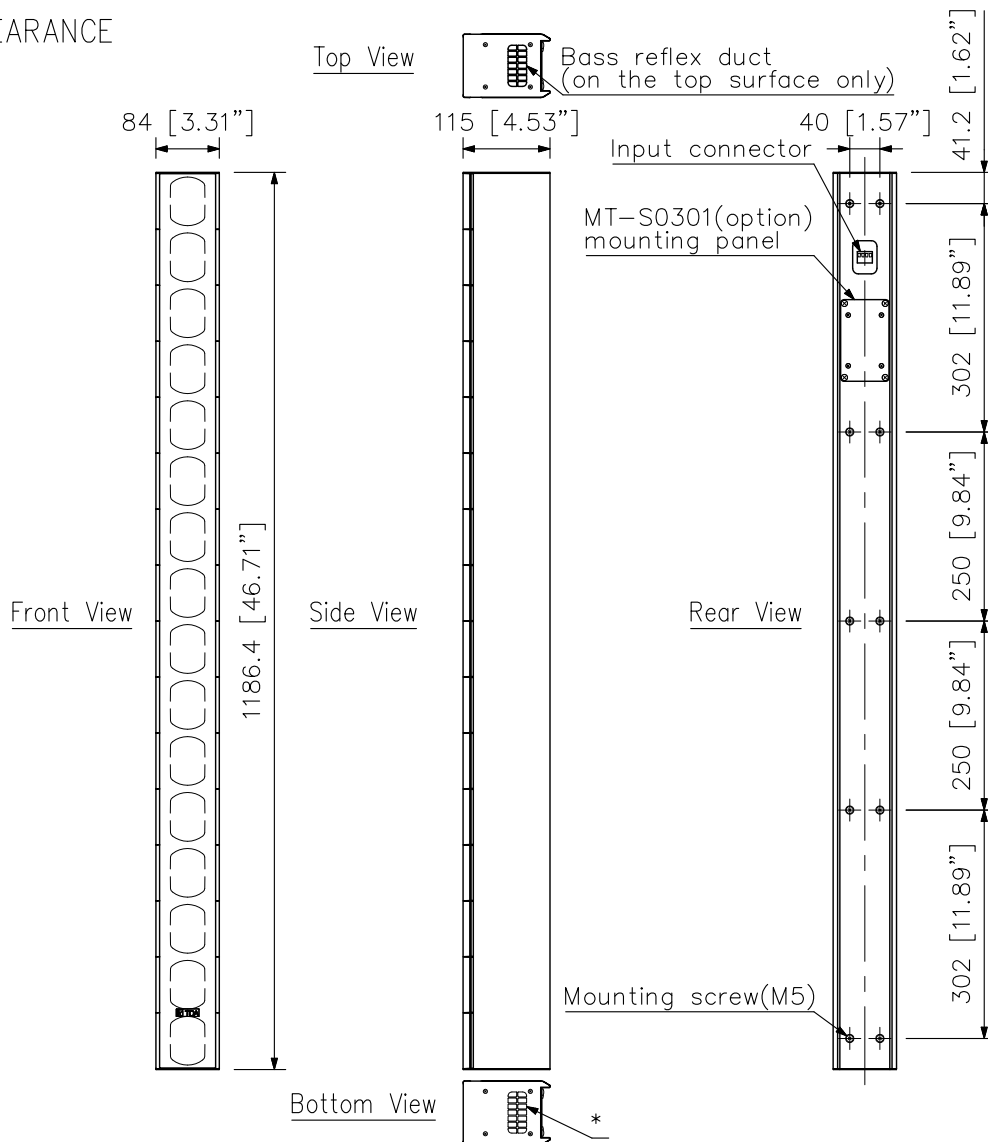 EARANCE
Top View
Bass reflex duct
(on the top surface only)
84 [3.31”]
115 [4.53”]
40 [1.57”]
41.2 [1.62”]
Input connector
MT-S0301(option)
mounting panel
302 [11.89”]
250 [9.84”]
1186.4 [46.71”]
Front View
Side View
Rear View
250 [9.84”]
302 [11.89”]
Mounting screw(M5)
TOA
Bottom View
*